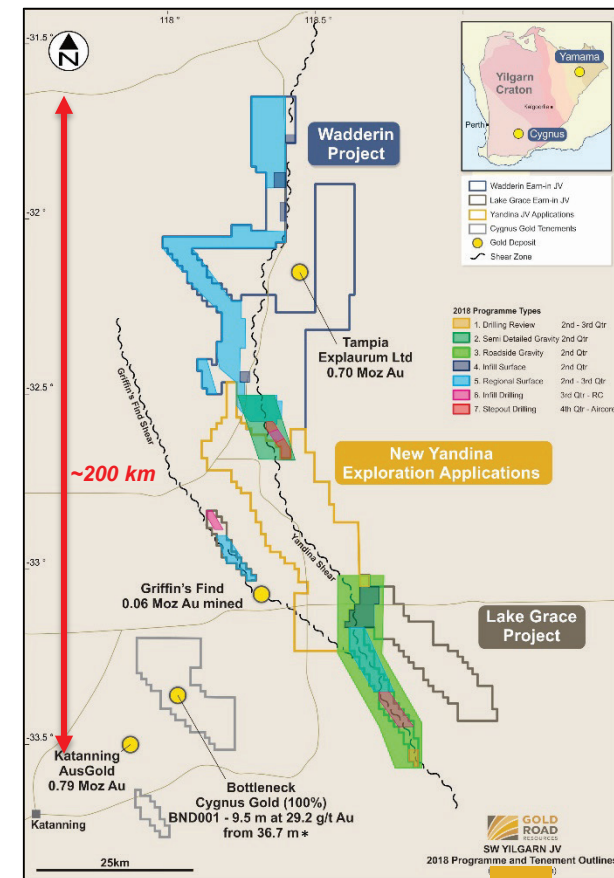 118°
118.5°
-31.5°
N
Yamama
Yilgarn
Craton
Kalgoorlie
Perth
Cygnus
Wadderin
Project
Wadderin Earn-in JV
Lake Grace Earn-in JV
Yandina JV Applications
Cygnus Gold Tenements
Gold Deposit
Shear Zone
-32°
Tampia
Explaurum Ltd
0.70 Moz Au
2018 Programme Types
1. Drilling Review 2nd - 3rd Qtr
2. Semi Detailed Gravity 2nd Qtr
3. Roadside Gravity 2nd Qtr
4. Infill Surface 2nd Qtr
5. Regional Surface 2nd - 3rd Qtr
6. Infill Drilling 3rd Qtr - RC
7. Stepout Drilling 4th Qtr - Aircore
Griffin's Find Shear
-32.5°
~200 km
New Yandina
Exploration Applications
Yandina Shear
-33°
Griffin's Find
0.06 Moz Au mined
Lake Grace
Project
-33.5°
Katanning
AusGold
0.79 Moz Au
Bottleneck
Cygnus Gold (100%)
BND001 - 9.5 m at 29.2 g/t Au
from 36.7 m*
Katanning
25km
GOLD
ROAD
RESOURCES
SW YILGARN JV
2018 Programme and Tenement Outlines